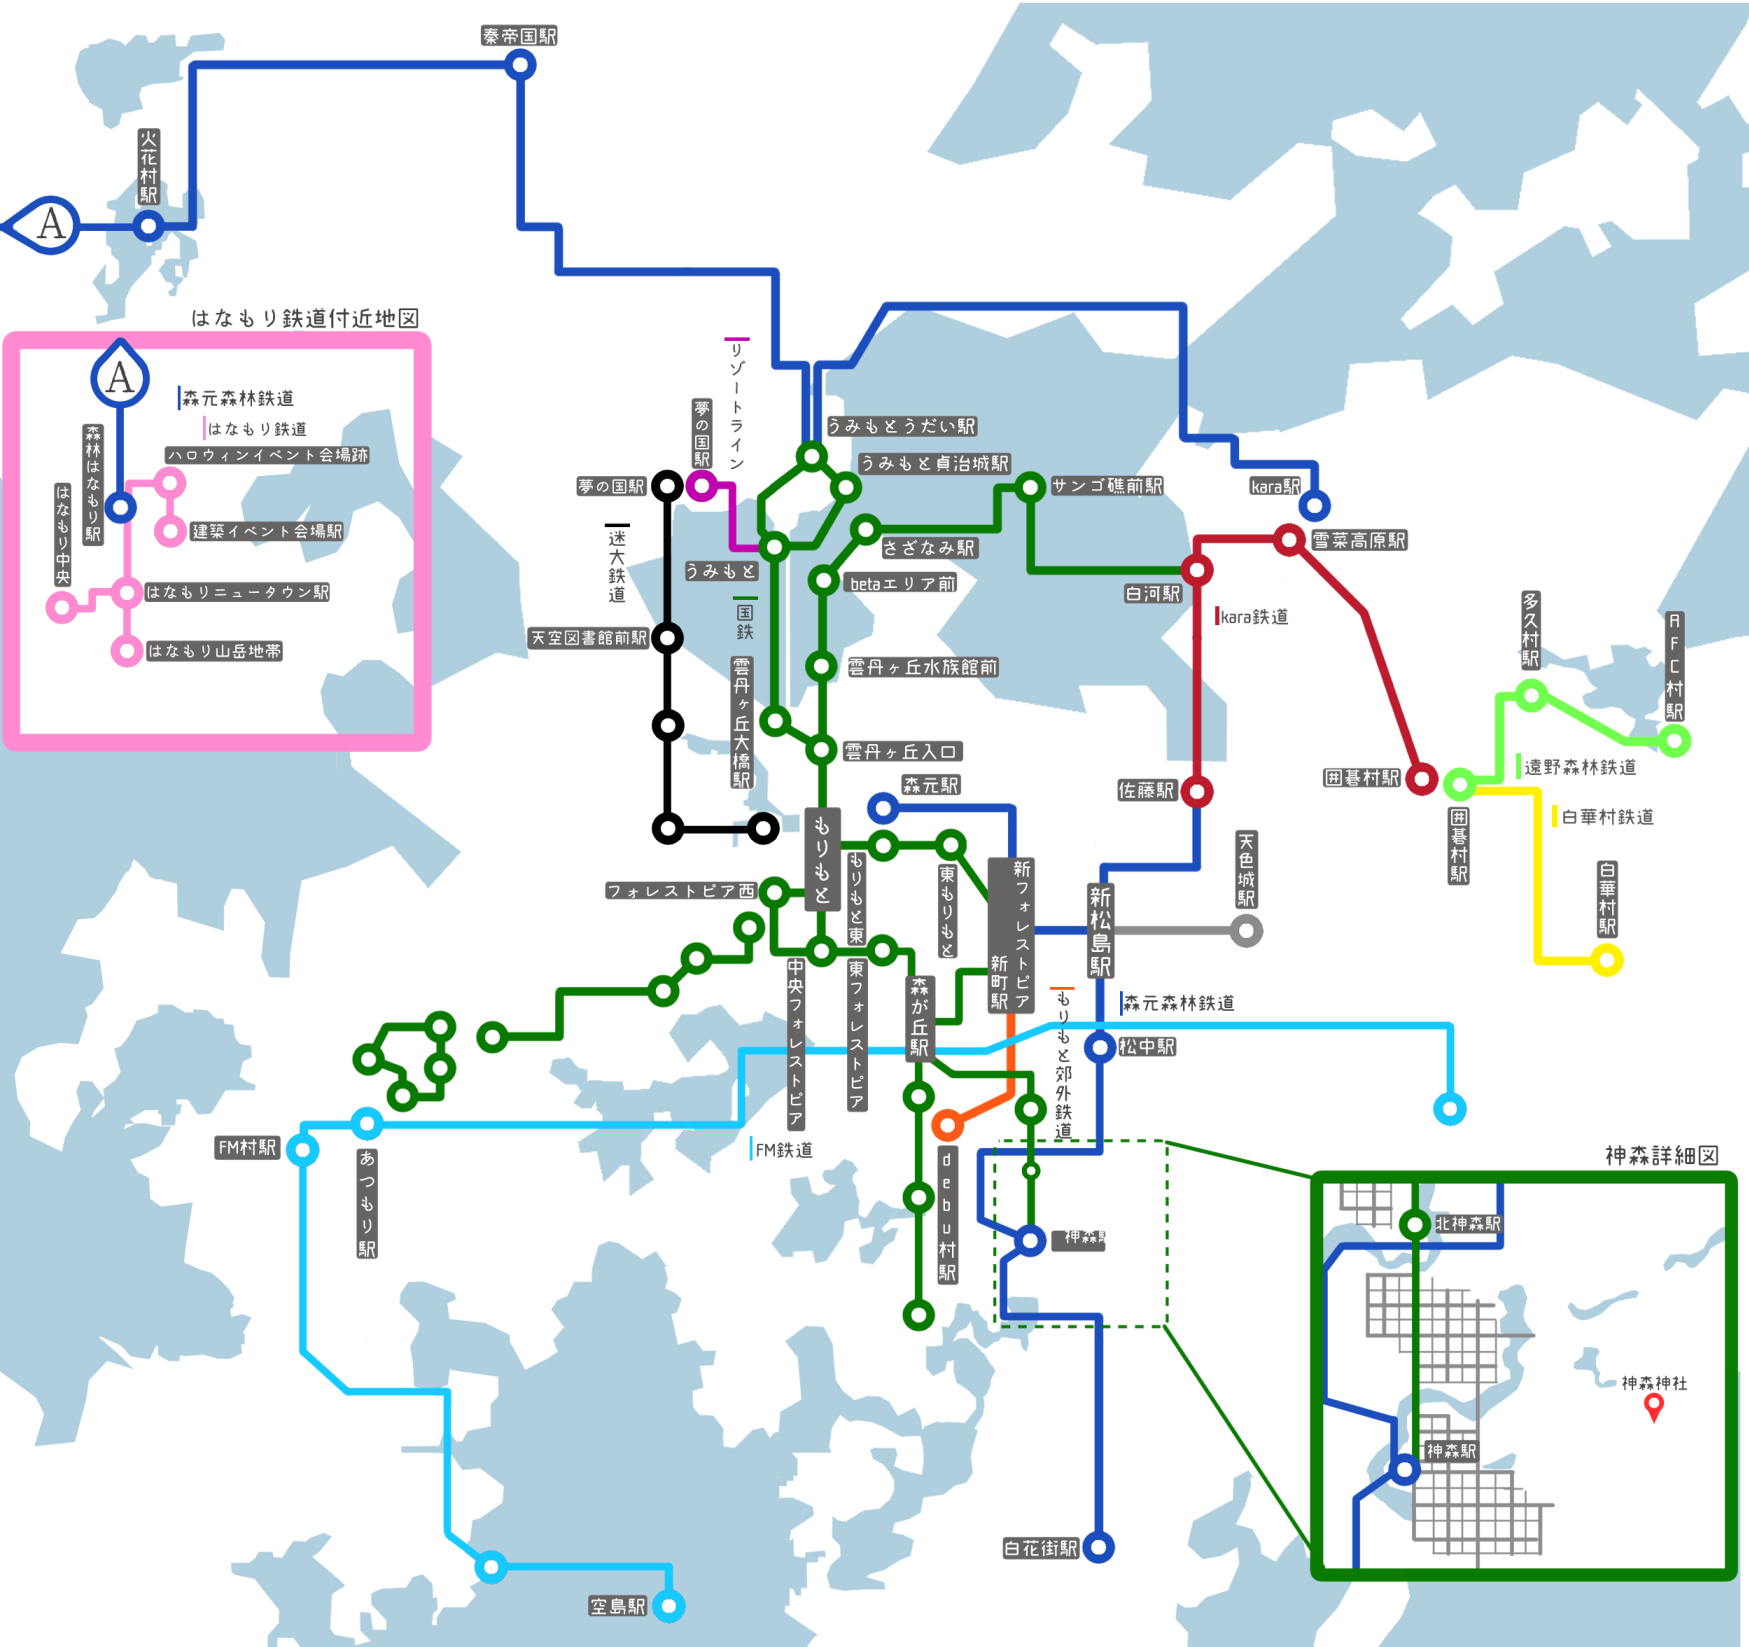 秦帝国駅
火花村駅
A
はなもり鉄道付近地図
A
森元森林鉄道
はなもり鉄道
森林はなもり駅
ハロウィンイベント会場跡
はなもり中央
建築イベント会場駅
はなもりニュータウン駅
はなもり山岳地帯
リゾートライン
夢の国駅
夢の国駅
うみもとうだい駅
うみもと貞治城駅
サンゴ礁前駅
kara駅
雪菜高原駅
さざなみ駅
迷大鉄道
うみもと
betaエリア前
白河駅
国鉄
kara鉄道
天空図書館前駅
雲丹ヶ丘水族館前
雲丹ヶ丘大橋駅
雲丹ヶ丘入口
多久村駅
AFC村駅
遠野森林鉄道
囲碁村駅
囲碁村駅
白華村鉄道
白華村駅
森元駅
佐藤駅
もりもと
もりもと東
東もりもと
新フォレストピア
新町駅
新松島駅
天色城駅
フォレストピア西
中央フォレストピア
東フォレストピア
森が丘駅
もりもと郊外鉄道
森元森林鉄道
松中駅
FM村駅
あつもり駅
FM鉄道
debu村駅
神森駅
神森詳細図
北神森駅
神森神社
神森駅
白花街駅
空島駅